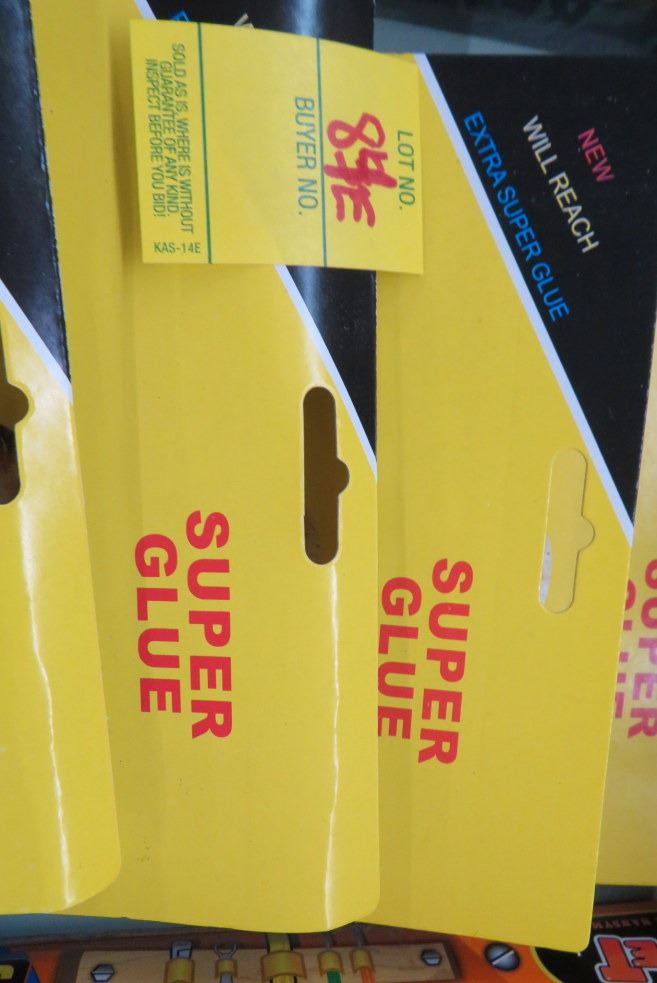 LOT NO.
84E
BUYER NO.
SOLD AS IS, WHERE IS WITHOUT
GUARANTEE OF ANY KIND
INSPECT BEFORE YOU BID!
KAS-14E
NEW
WILL REACH
EXTRA SUPER GLUE
SUPER
GLUE
SUPER
GLUE